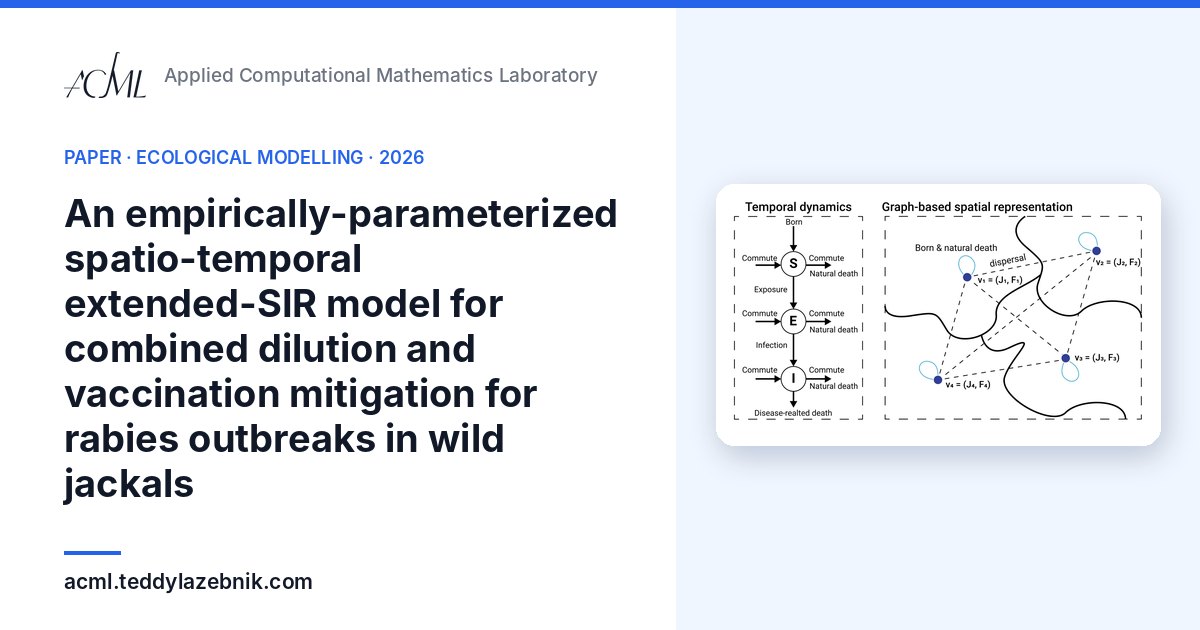 ACML
Applied Computational Mathematics Laboratory
PAPER · ECOLOGICAL MODELLING · 2026
An empirically-parameterized
spatio-temporal
extended-SIR model for
combined dilution and
vaccination mitigation for
rabies outbreaks in wild
jackals
acml.teddylazebnik.com
Temporal dynamics
Born
Commute
S
Commute
Natural death
Exposure
Commute
E
Commute
Natural death
Infection
Commute
I
Commute
Natural death
Disease-realted death
Graph-based spatial representation
Born & natural death
dispersal
v₁ = (J₁, F₁)
v₂ = (J₂, F₂)
v₃ = (J₃, F₃)
v₄ = (J₄, F₄)